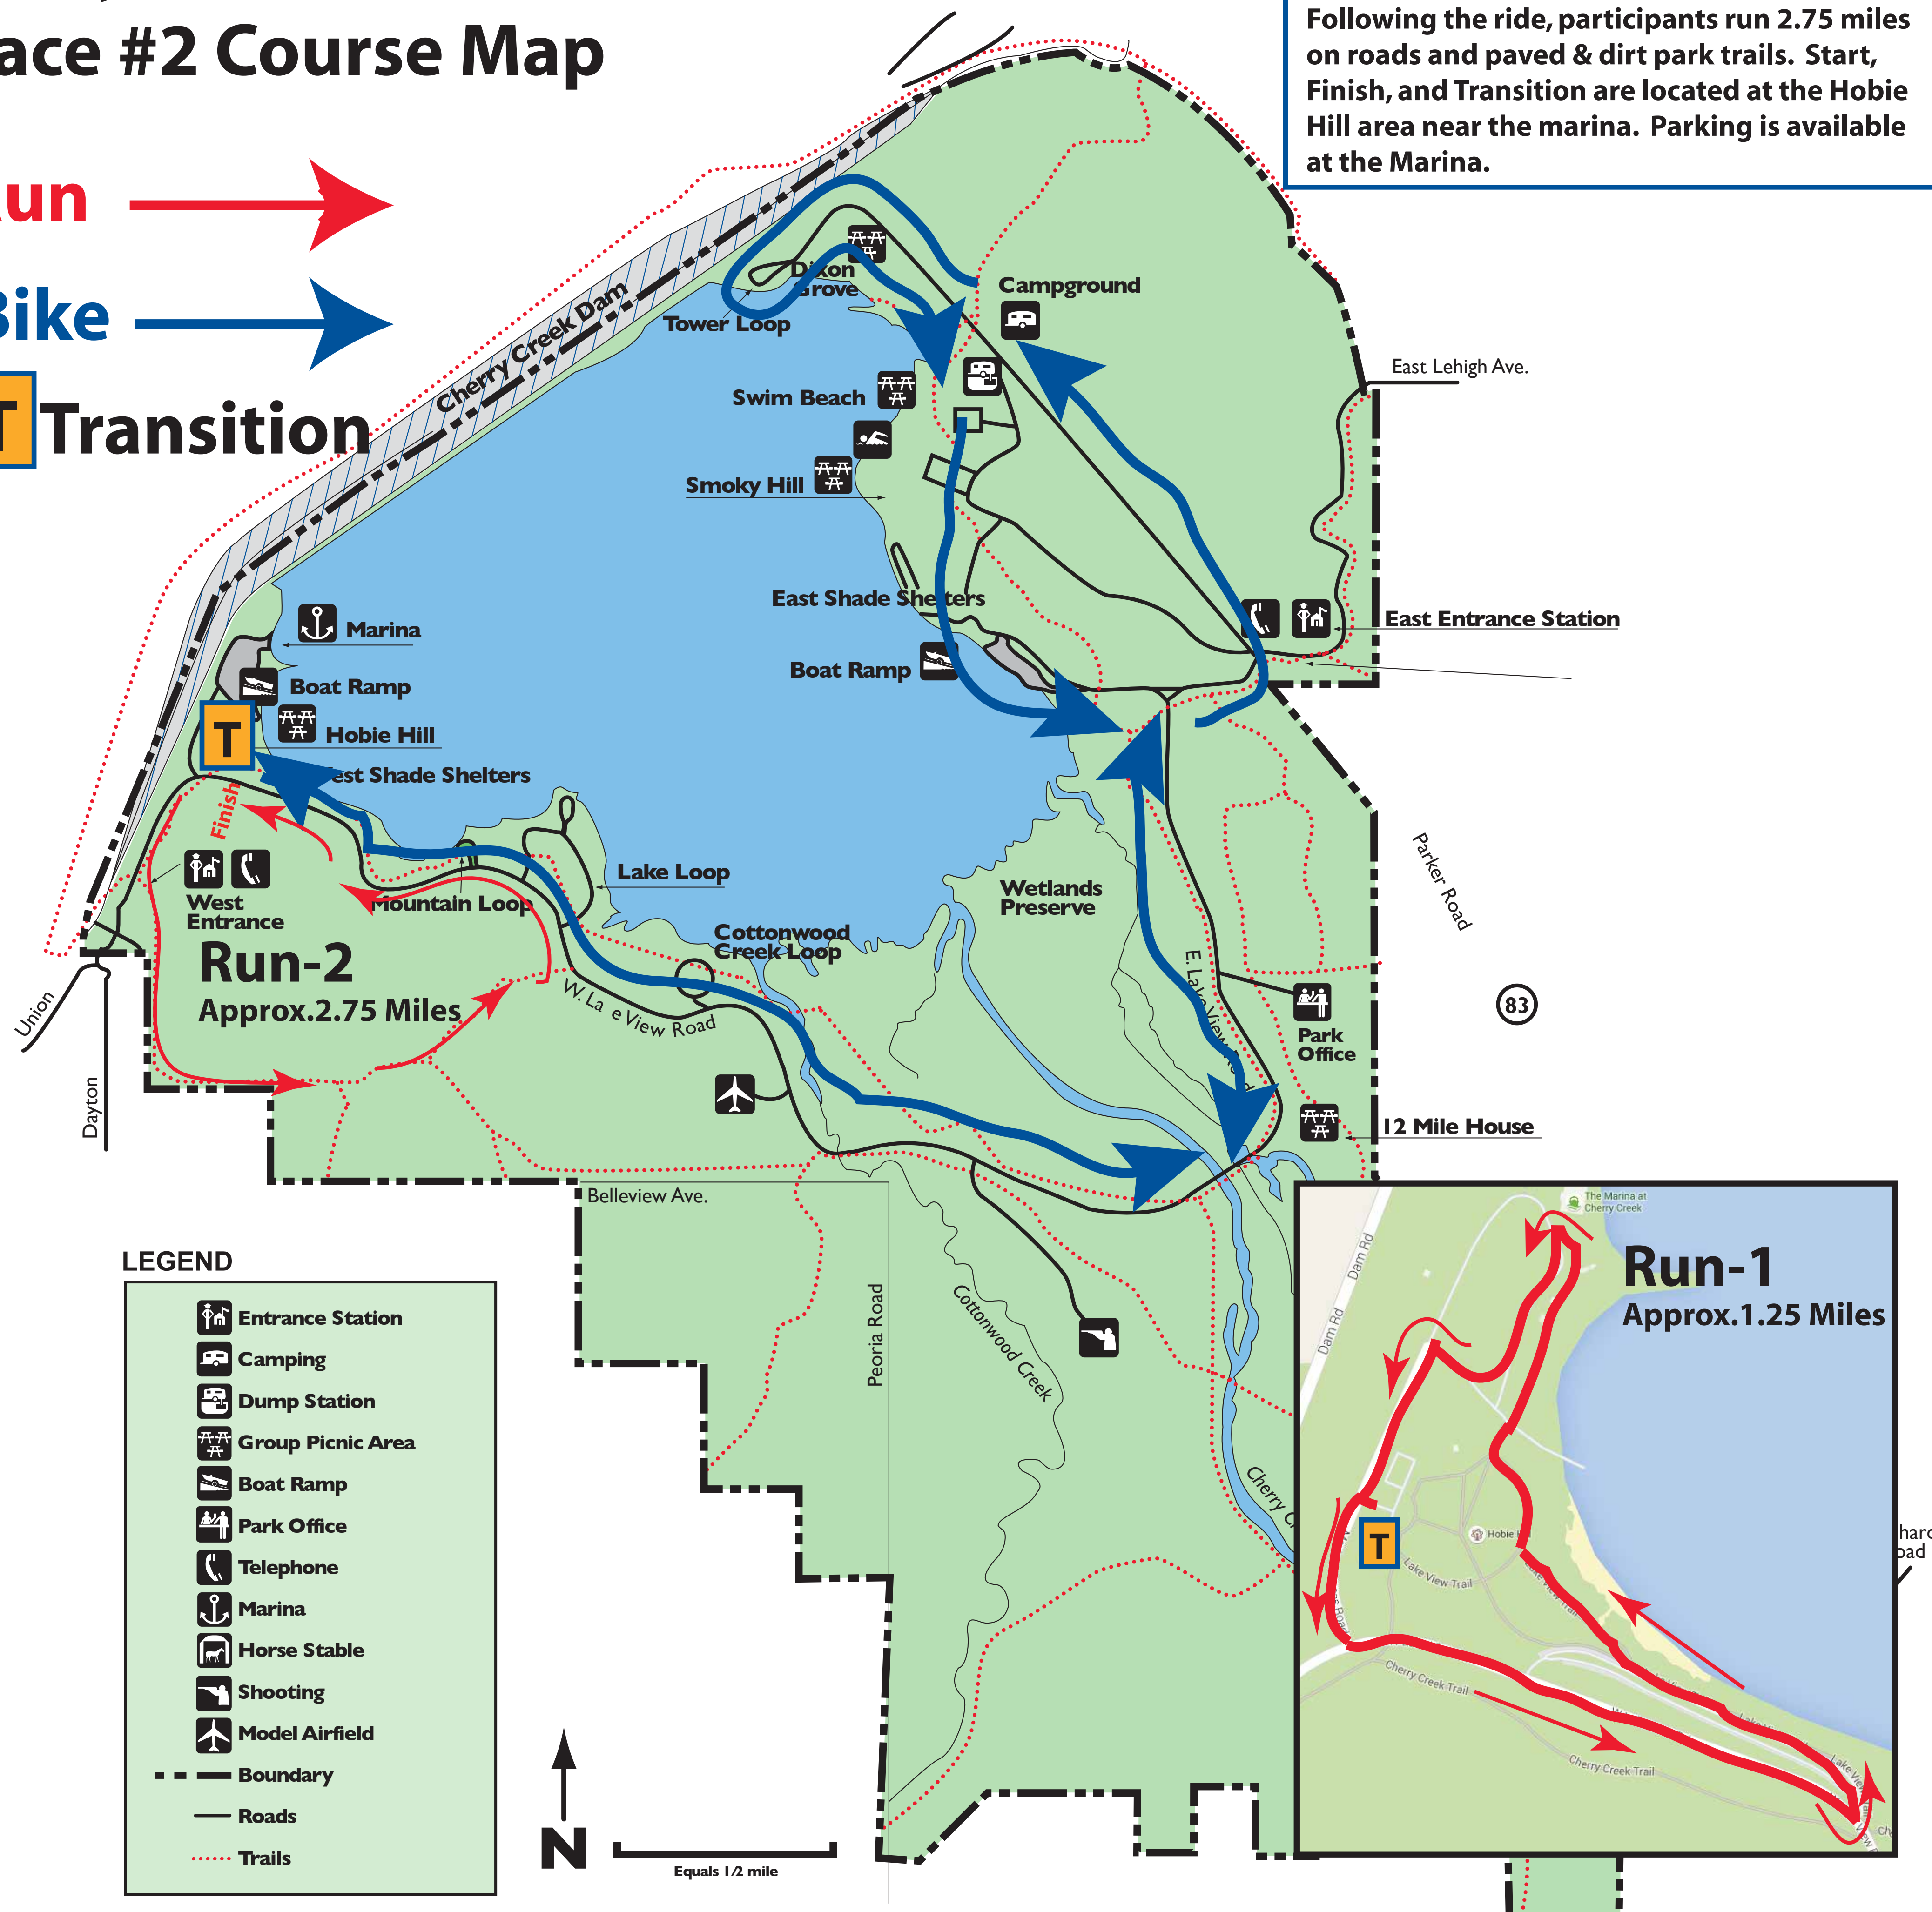 ace #2 Course Map
un
Bike
T Transition
Following the ride, participants run 2.75 miles
on roads and paved & dirt park trails. Start,
Finish, and Transition are located at the Hobie
Hill area near the marina. Parking is available
at the Marina.
Cherry Creek Dam
Dixon
Grove
Tower Loop
Campground
Swim Beach
Smoky Hill
East Shade Shelters
Boat Ramp
East Lehigh Ave.
East Entrance Station
Marina
Boat Ramp
T
Hobie Hill
est Shade Shelters
Finish
West
Entrance
Mountain Loop
Lake Loop
Run-2
Approx.2.75 Miles
Cottonwood
Creek Loop
W. La e View Road
Wetlands
Preserve
E. Lake View Road
Park
Office
12 Mile House
Parker Road
83
Union
Dayton
Belleview Ave.
Peoria Road
Cottonwood Creek
Cherry C
hard
oad
LEGEND
Entrance Station
Camping
Dump Station
Group Picnic Area
Boat Ramp
Park Office
Telephone
Marina
Horse Stable
Shooting
Model Airfield
Boundary
Roads
Trails
N
Equals 1/2 mile
The Marina at
Cherry Creek
Run-1
Approx.1.25 Miles
Dam Rd
Dam Rd
T
Hobie
Lake View Trail
Cherry Creek Trail
Cherry Creek Trail